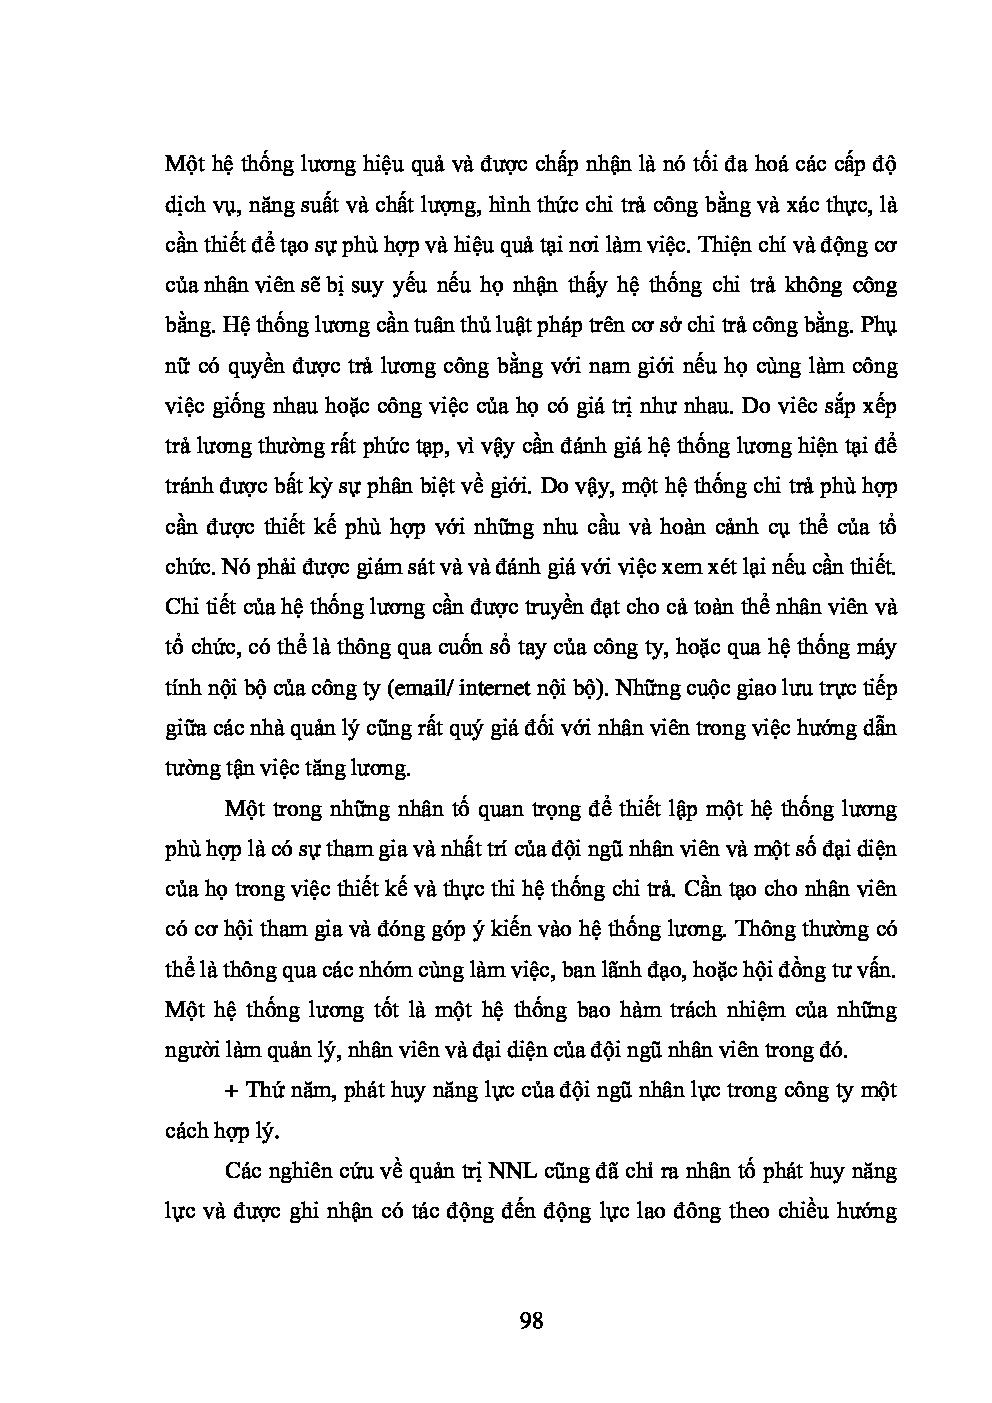 Một hệ thống lương hiệu quả và được chấp nhận là nó tối đa hoá các cấp độ
dịch vụ, năng suất và chất lượng, hình thức chi trả công bằng và xác thực, là
cần thiết để tạo sự phù hợp và hiệu quả tại nơi làm việc. Thiện chí và động cơ
của nhân viên sẽ bị suy yếu nếu họ nhận thấy hệ thống chi trả không công
bằng. Hệ thống lương cần tuân thủ luật pháp trên cơ sở chi trả công bằng. Phụ
nữ có quyền được trả lương công bằng với nam giới nếu họ cùng làm công
việc giống nhau hoặc công việc của họ có giá trị như nhau. Do viêc sắp xếp
trả lương thường rất phức tạp, vì vậy cần đánh giá hệ thống lương hiện tại để
tránh được bất kỳ sự phân biệt về giới. Do vậy, một hệ thống chi trả phù hợp
cần được thiết kế phù hợp với những nhu cầu và hoàn cảnh cụ thể của tổ
chức. Nó phải được giám sát và và đánh giá với việc xem xét lại nếu cần thiết.
Chi tiết của hệ thống lương cần được truyền đạt cho cả toàn thể nhân viên và
tổ chức, có thể là thông qua cuốn sổ tay của công ty, hoặc qua hệ thống máy
tính nội bộ của công ty (email/ internet nội bộ). Những cuộc giao lưu trực tiếp
giữa các nhà quản lý cũng rất quý giá đối với nhân viên trong việc hướng dẫn
tường tận việc tăng lương.
Một trong những nhân tố quan trọng để thiết lập một hệ thống lương
phù hợp là có sự tham gia và nhất trí của đội ngũ nhân viên và một số đại diện
của họ trong việc thiết kế và thực thi hệ thống chi trả. Cần tạo cho nhân viên
có cơ hội tham gia và đóng góp ý kiến vào hệ thống lương. Thông thường có
thể là thông qua các nhóm cùng làm việc, ban lãnh đạo, hoặc hội đồng tư vấn.
Một hệ thống lương tốt là một hệ thống bao hàm trách nhiệm của những
người làm quản lý, nhân viên và đại diện của đội ngũ nhân viên trong đó.
+ Thứ năm, phát huy năng lực của đội ngũ nhân lực trong công ty một
cách hợp lý.
Các nghiên cứu về quản trị NNL cũng đã chỉ ra nhân tố phát huy năng
lực và được ghi nhận có tác động đến động lực lao đông theo chiều hướng
98